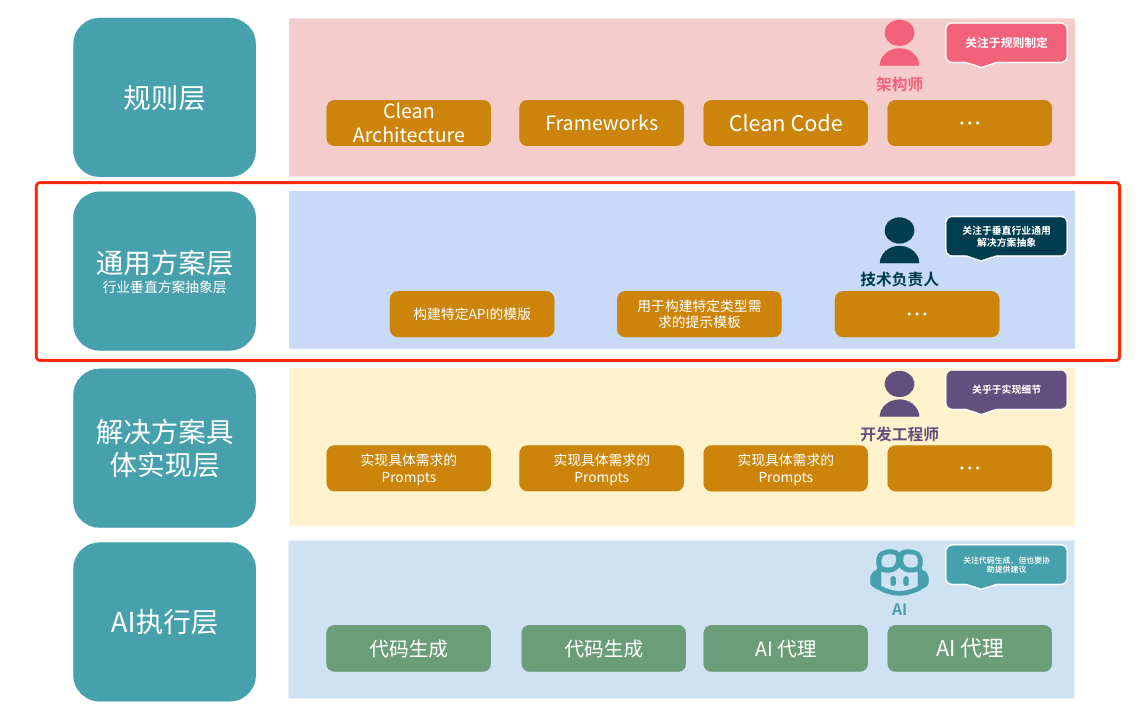 规则层
关注于规则制定
架构师
Clean
Architecture
Frameworks
Clean Code
...
通用方案层
行业垂直方案抽象层
关注于垂直行业通用
解决方案抽象
技术负责人
构建特定API的模版
用于构建特定类型需
求的提示模板
...
解决方案具
体实现层
关乎于实现细节
开发工程师
实现具体需求的
Prompts
实现具体需求的
Prompts
实现具体需求的
Prompts
...
AI执行层
关注代码生成，但也要协
助提供建议
AI
代码生成
代码生成
AI 代理
AI 代理